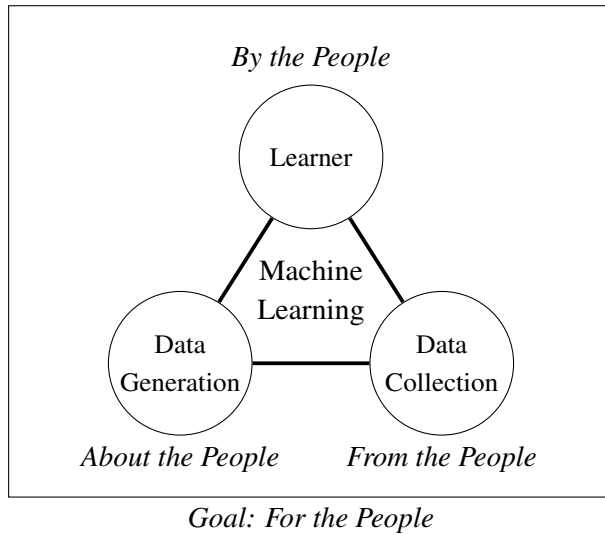 By the People
Learner
Machine
Learning
Data
Generation
Data
Collection
About the People
From the People
Goal: For the People